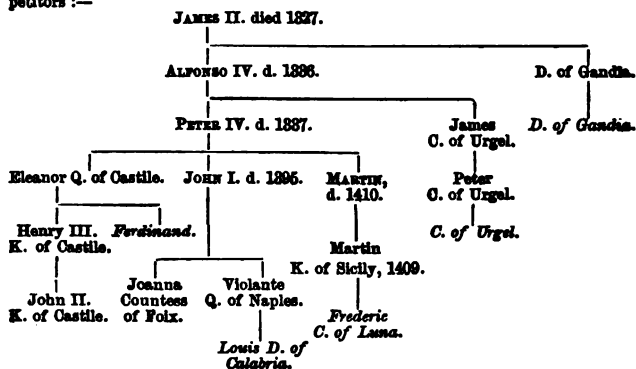 petitors :—
JAMES II. died 1327.
ALFONSO IV. d. 1336.
D. of Gandia.
PETER IV. d. 1387.
James
C. of Urgel.
D. of Gandia.
Eleanor Q. of Castile.
JOHN I. d. 1395.
MARTIN,
d. 1410.
Peter
C. of Urgel.
Henry III.
K. of Castile.
Ferdinand.
C. of Urgel.
Martin
K. of Sicily, 1409.
John II.
K. of Castile.
Joanna
Countess
of Foix.
Violante
Q. of Naples.
Frederic
C. of Luna.
Louis D. of
Calabria.